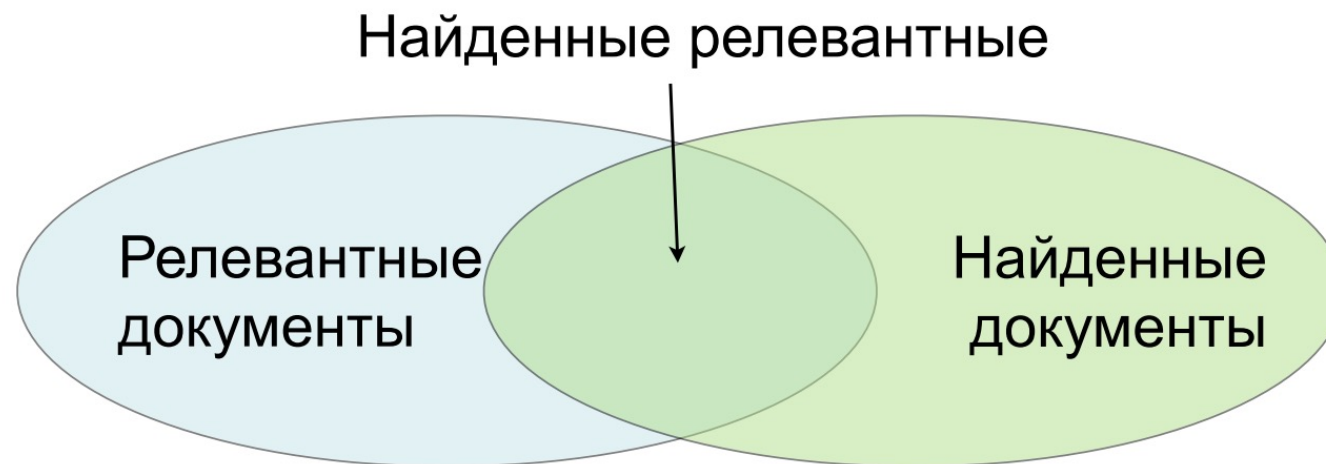 Найденные релевантные
Релевантные
документы
Найденные
документы